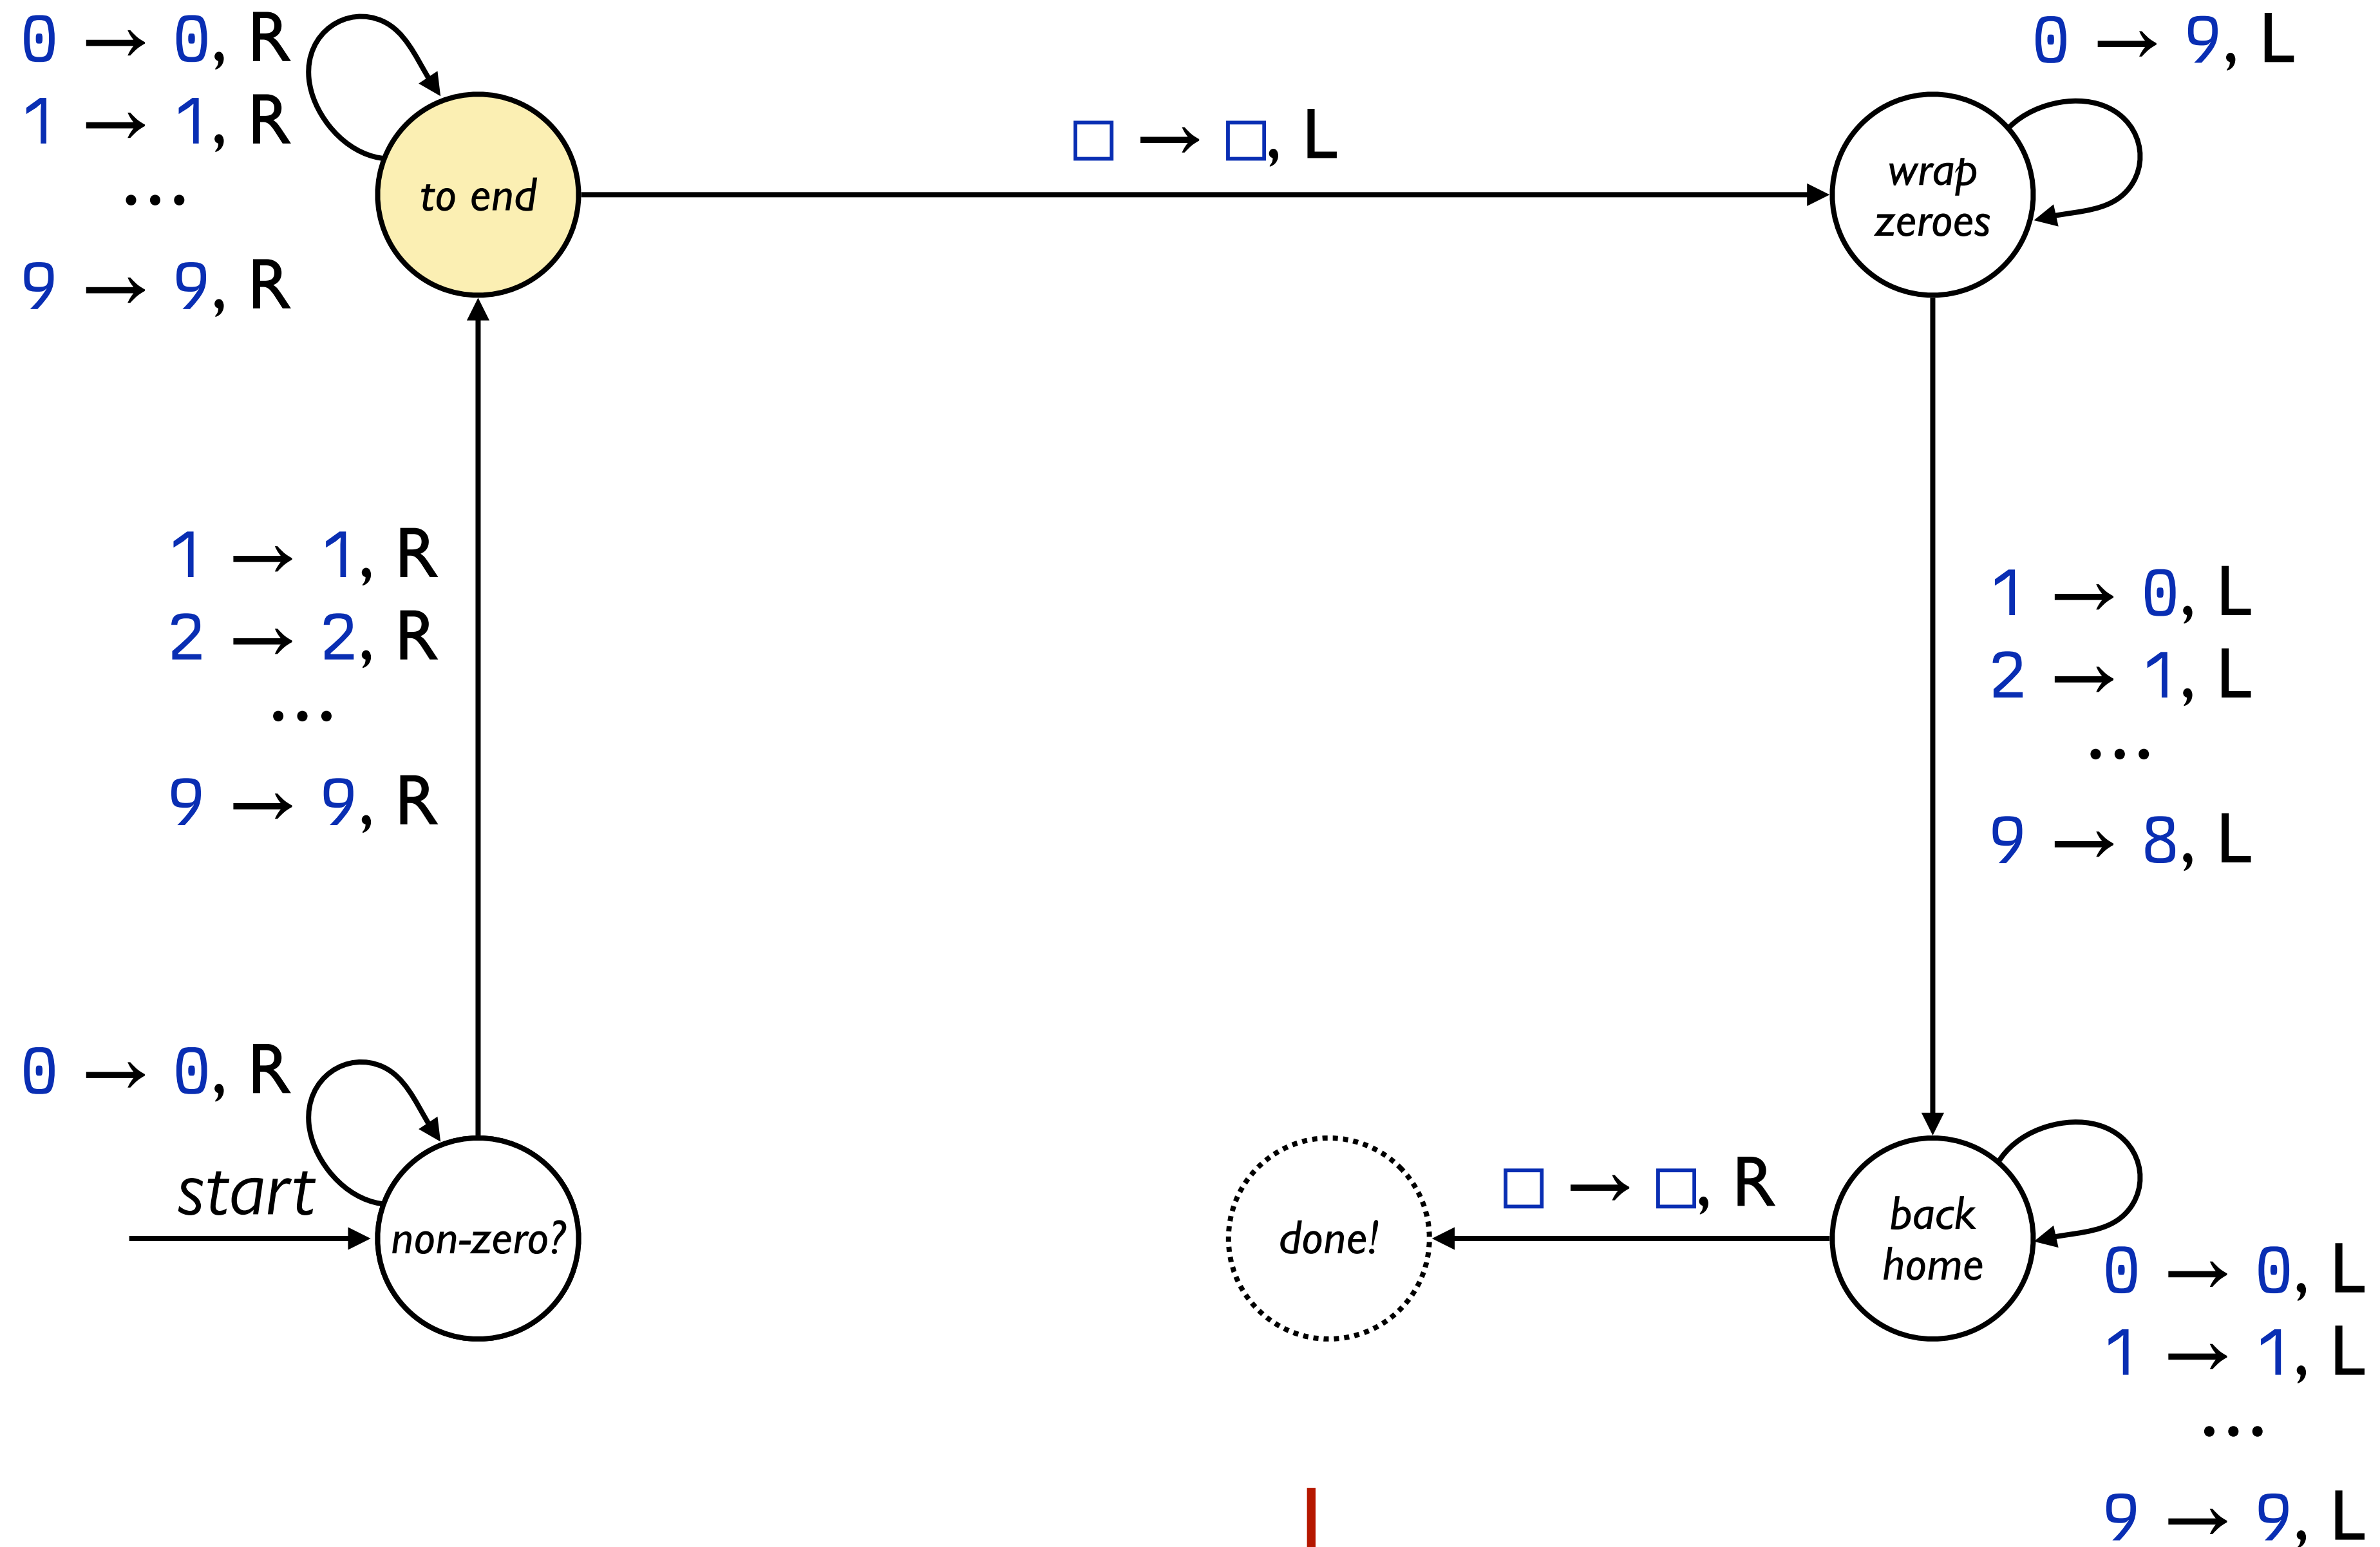 0 → 0, R
1 → 1, R
...
9 → 9, R
to end
□ → □, L
0 → 9, L
wrap
zeroes
1 → 1, R
2 → 2, R
...
9 → 9, R
1 → 0, L
2 → 1, L
...
9 → 8, L
0 → 0, R
start
non-zero?
done!
□ → □, R
back
home
0 → 0, L
1 → 1, L
...
9 → 9, L